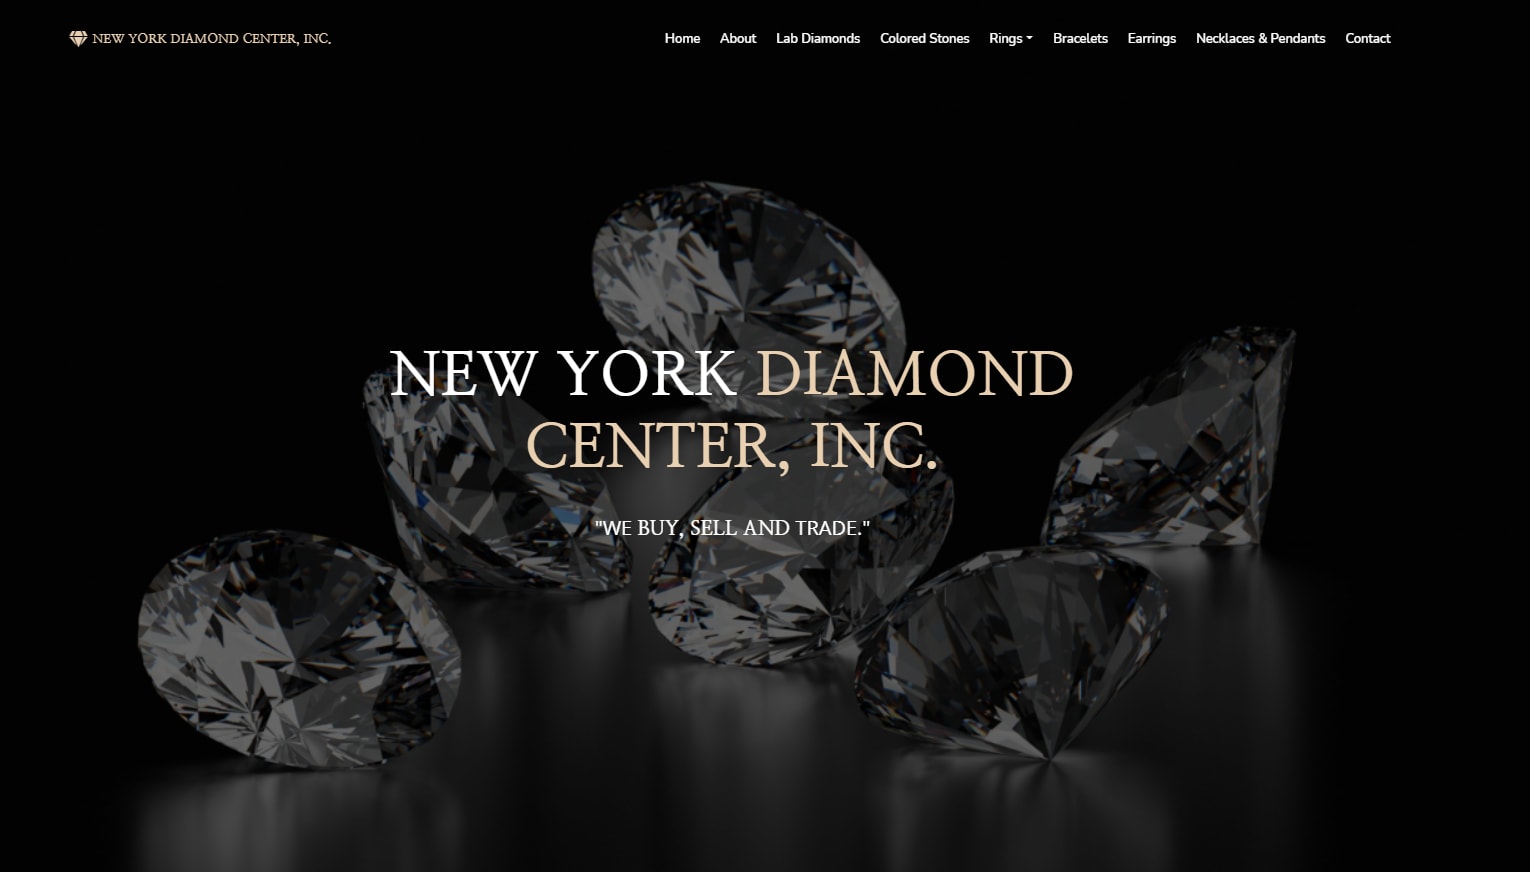 NEW YORK DIAMOND CENTER, INC.
Home About Lab Diamonds Colored Stones Rings Bracelets Earrings Necklaces & Pendants Contact
NEW YORK DIAMOND
CENTER, INC.
"WE BUY, SELL AND TRADE."